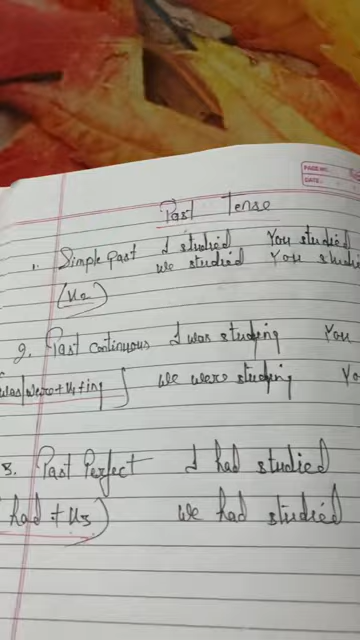 PAGE NO.
DATE:
Past Tense
1. Simple past I studied You studied
we studied You
(V2)
2. Past continuous I was studying You
was/were+V1+ing we were studying Yo
3. Past Perfect I had studied
had + V3) we had studied